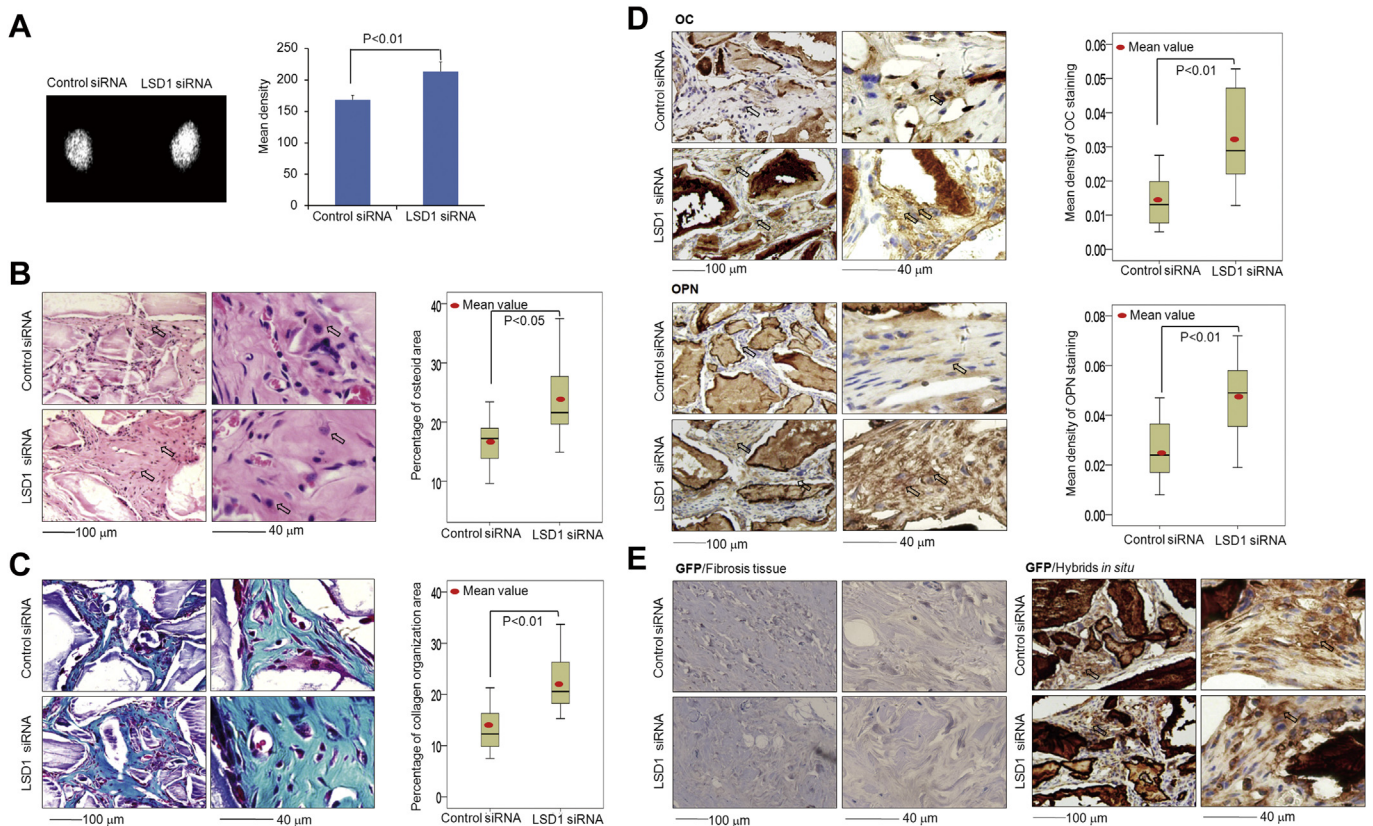 A
Control siRNA LSD1 siRNA
P<0.01
Mean density
250
200
150
100
50
0
Control siRNA LSD1 siRNA
B
Control siRNA
LSD1 siRNA
100 µm
40 µm
Mean value
P<0.05
Percentage of osteoid area
40
30
20
10
Control siRNA LSD1 siRNA
C
Control siRNA
LSD1 siRNA
100 µm
40 µm
Mean value
P<0.01
Percentage of collagen organization area
40
30
20
10
0
Control siRNA LSD1 siRNA
D
OC
Control siRNA
LSD1 siRNA
100 µm
40 µm
Mean value
P<0.01
Mean density of OC staining
0.06
0.05
0.04
0.03
0.02
0.01
0.00
Control siRNA LSD1 siRNA
OPN
Control siRNA
LSD1 siRNA
100 µm
40 µm
Mean value
P<0.01
Mean density of OPN staining
0.08
0.06
0.04
0.02
0.00
Control siRNA LSD1 siRNA
E
GFP/Fibrosis tissue
Control siRNA
LSD1 siRNA
100 µm
40 µm
GFP/Hybrids in situ
Control siRNA
LSD1 siRNA
100 µm
40 µm